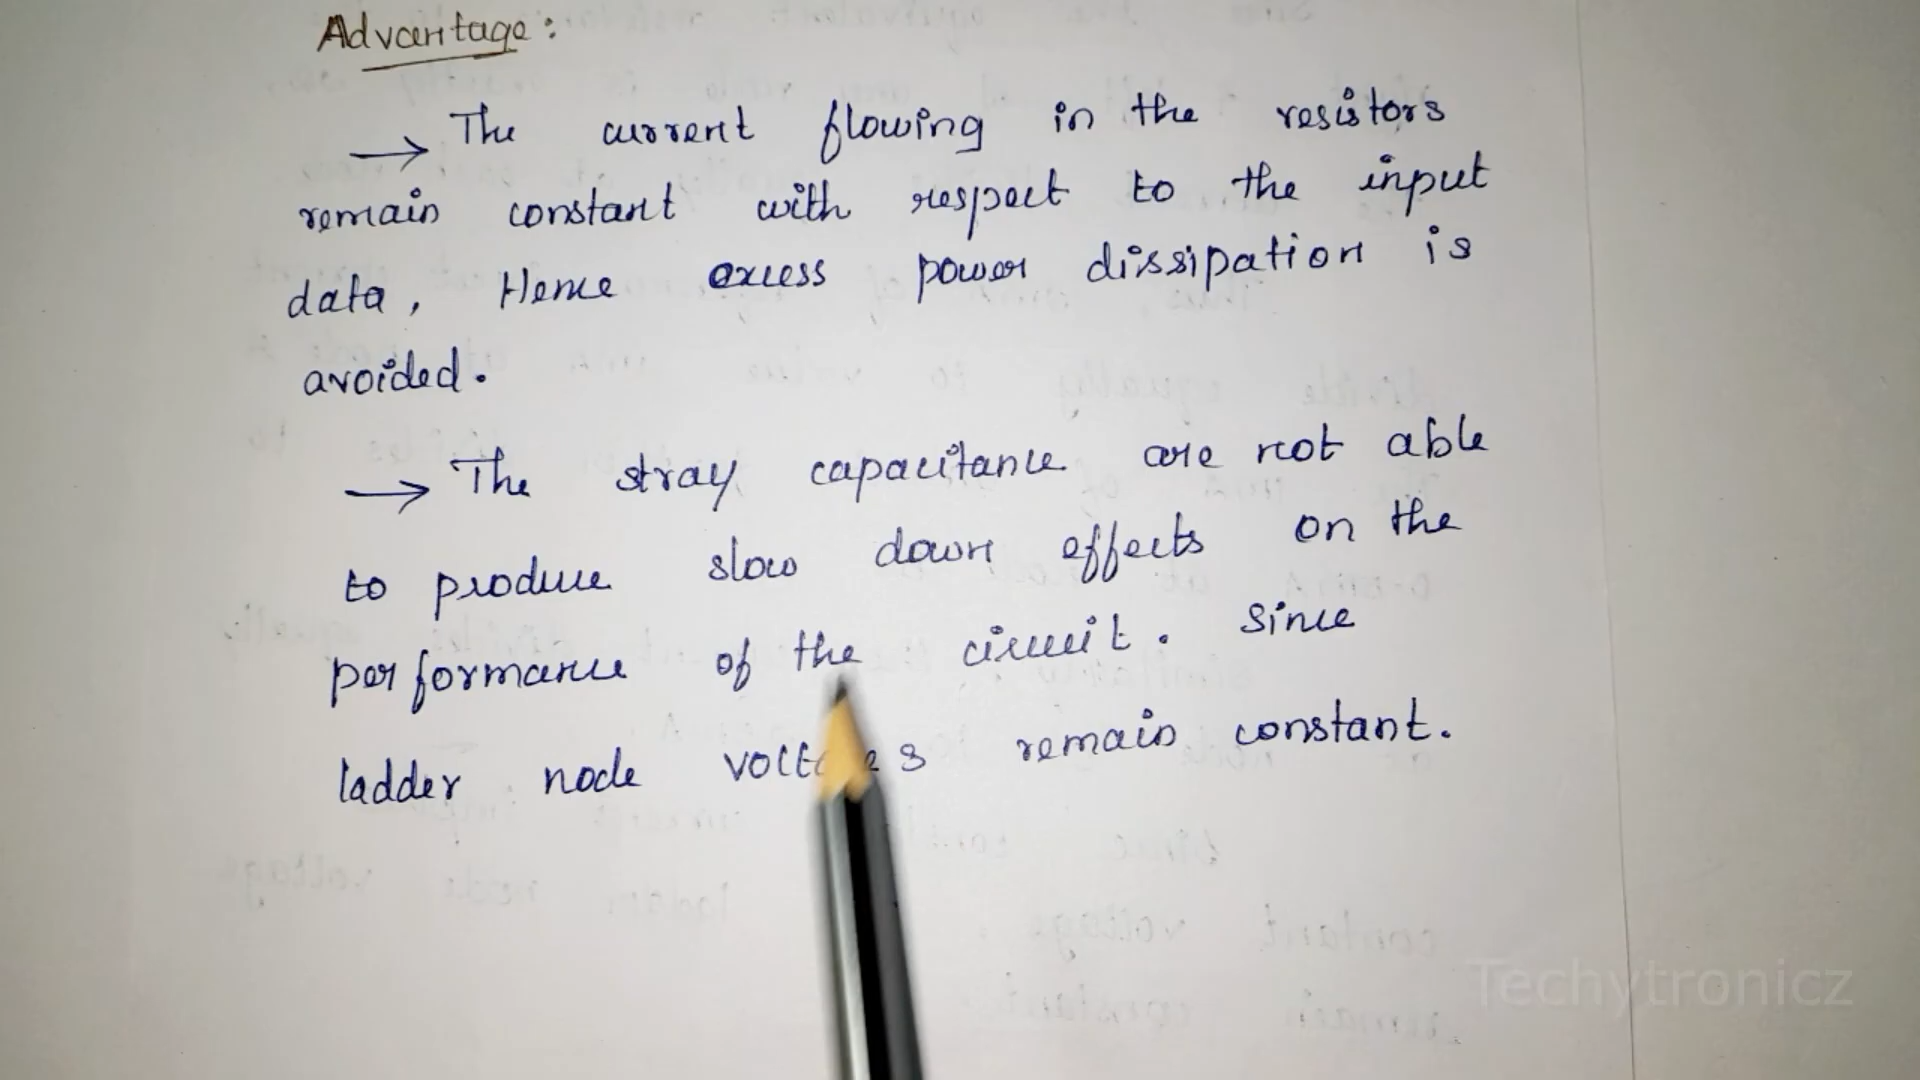 Advantage:
→ The current flowing in the resistors
remain constant with respect to the input
data, Hence excess power dissipation is
avoided.
→ The stray capacitance are not able
to produce slow down effects on the
performance of the circuit. Since
ladder node voltages remain constant.
Techytronicz